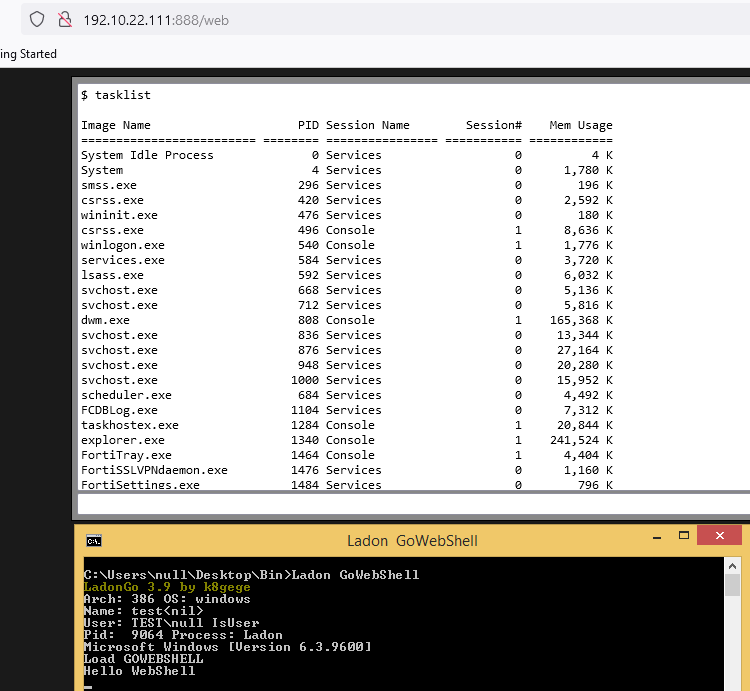 192.10.22.111:888/web
ing Started
$ tasklist
Image Name                     PID Session Name        Session#    Mem Usage
========================= ======== ================ =========== ============
System Idle Process              0 Services                   0          4 K
System                           4 Services                   0      1,780 K
smss.exe                       296 Services                   0        196 K
csrss.exe                      420 Services                   0      2,592 K
wininit.exe                    476 Services                   0        180 K
csrss.exe                      496 Console                    1      8,636 K
winlogon.exe                   540 Console                    1      1,776 K
services.exe                   584 Services                   0      3,720 K
lsass.exe                      592 Services                   0      6,032 K
svchost.exe                    668 Services                   0      5,136 K
svchost.exe                    712 Services                   0      5,816 K
dwm.exe                        808 Console                    1    165,368 K
svchost.exe                    836 Services                   0     13,344 K
svchost.exe                    876 Services                   0     27,164 K
svchost.exe                    948 Services                   0     20,280 K
svchost.exe                   1000 Services                   0     15,952 K
scheduler.exe                  684 Services                   0      4,492 K
FCDBLog.exe                   1104 Services                   0      7,312 K
taskhostex.exe                1284 Console                    1     20,844 K
explorer.exe                  1340 Console                    1    241,524 K
FortiTray.exe                 1464 Console                    1      4,404 K
FortiSSLVPNdaemon.exe         1476 Services                   0      1,160 K
FortiSettings.exe             1484 Services                   0        796 K
Ladon GoWebShell
C:\Users\null\Desktop\Bin>Ladon GoWebShell
LadonGo 3.9 by k8gege
Arch: 386 OS: windows
Name: test<nil>
User: TEST\null IsUser
Pid:  9064 Process: Ladon
Microsoft Windows [Version 6.3.9600]
Load GOWEBSHELL
Hello WebShell